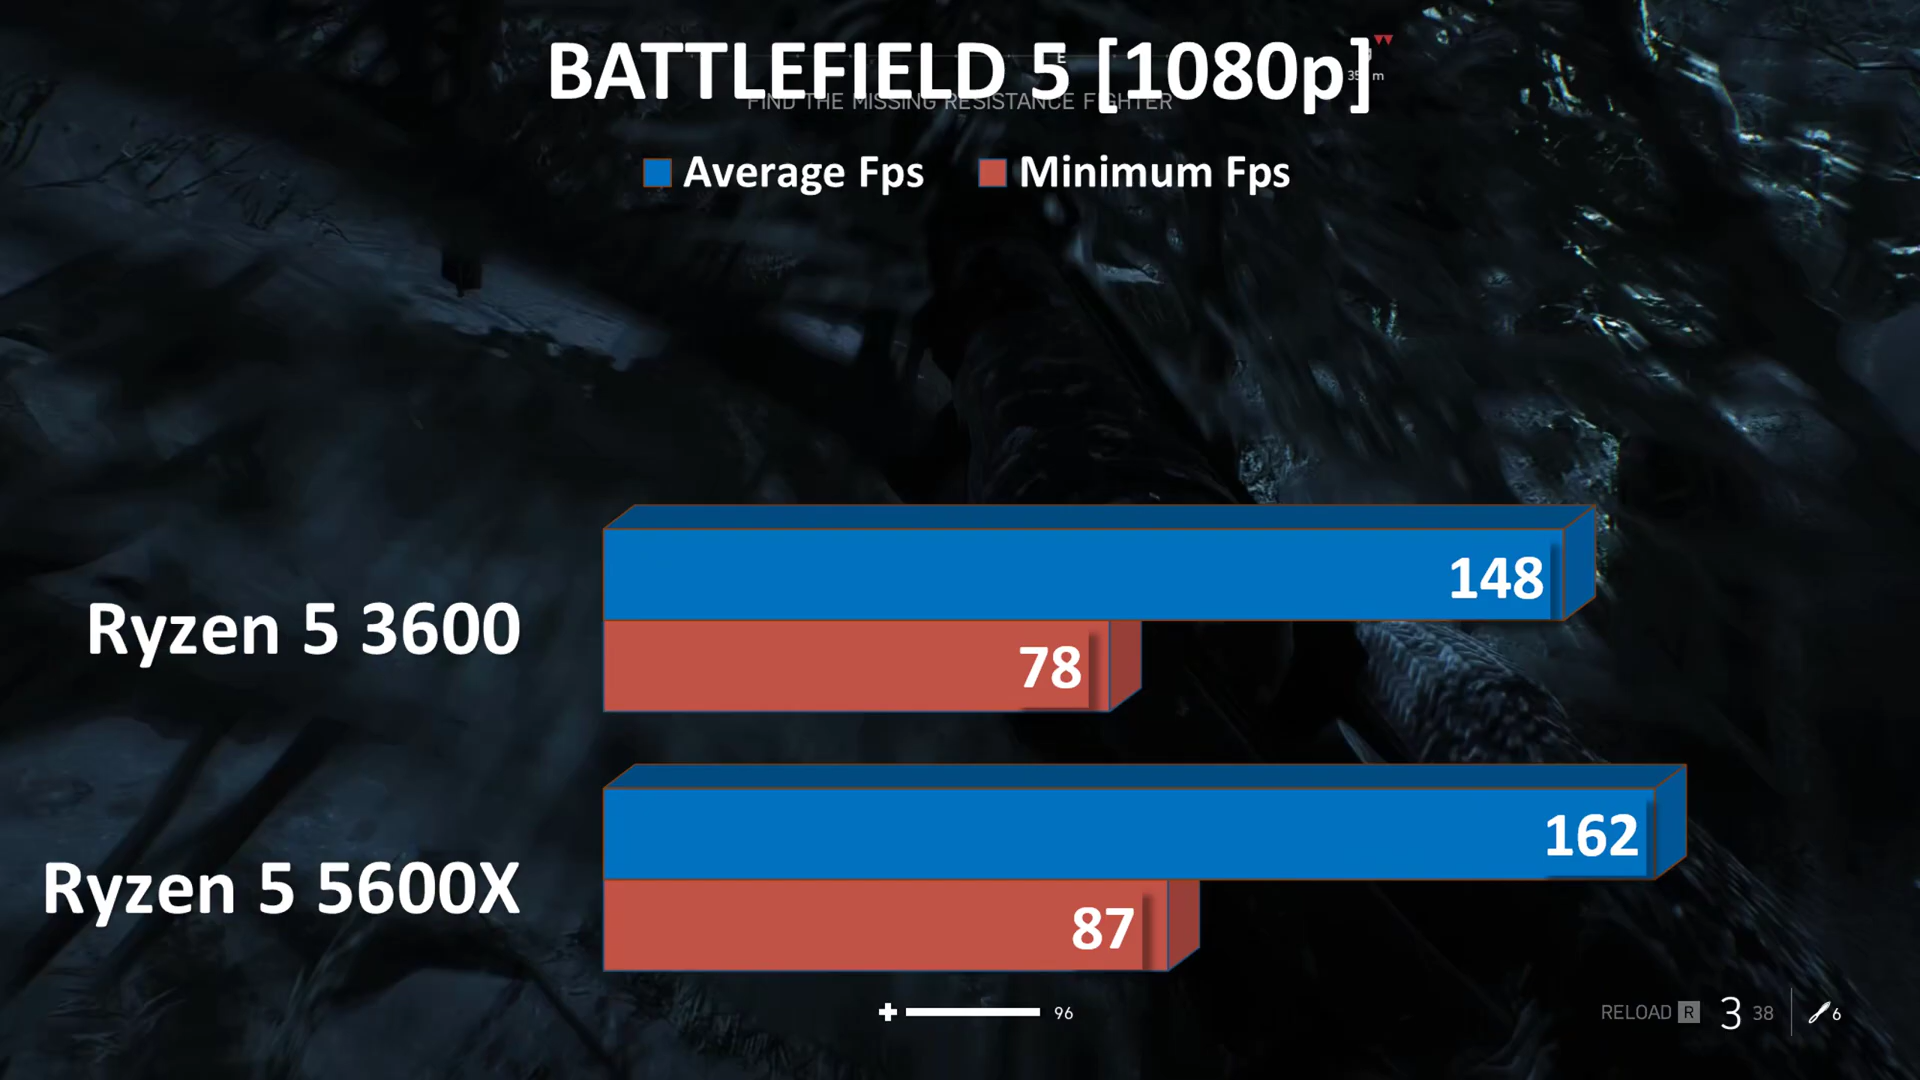 BATTLEFIELD 5 [1080p]
E
FIND THE MISSING RESISTANCE FIGHTER
Average Fps
Minimum Fps
Ryzen 5 3600
148
78
Ryzen 5 5600X
162
87
96
RELOAD R 3 38 6